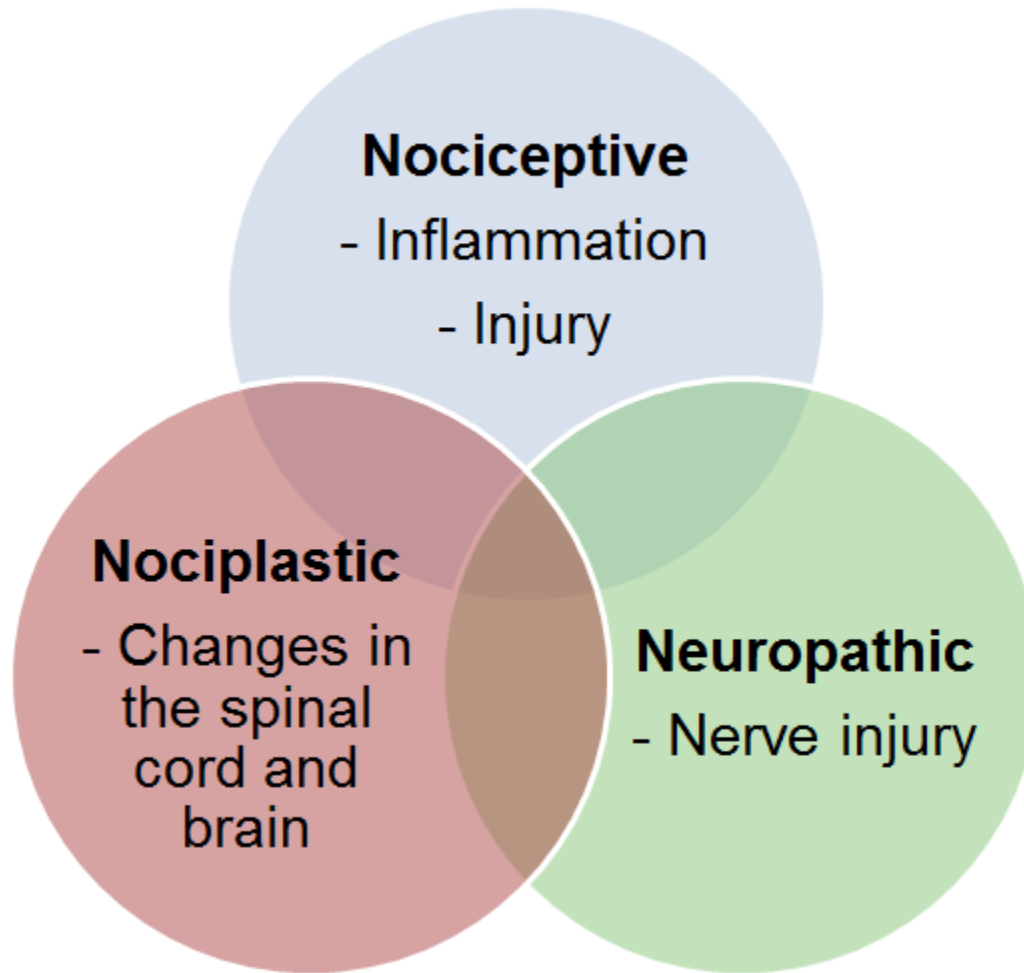 Nociceptive
- Inflammation
- Injury
Nociplastic
- Changes in
the spinal
cord and
brain
Neuropathic
- Nerve injury